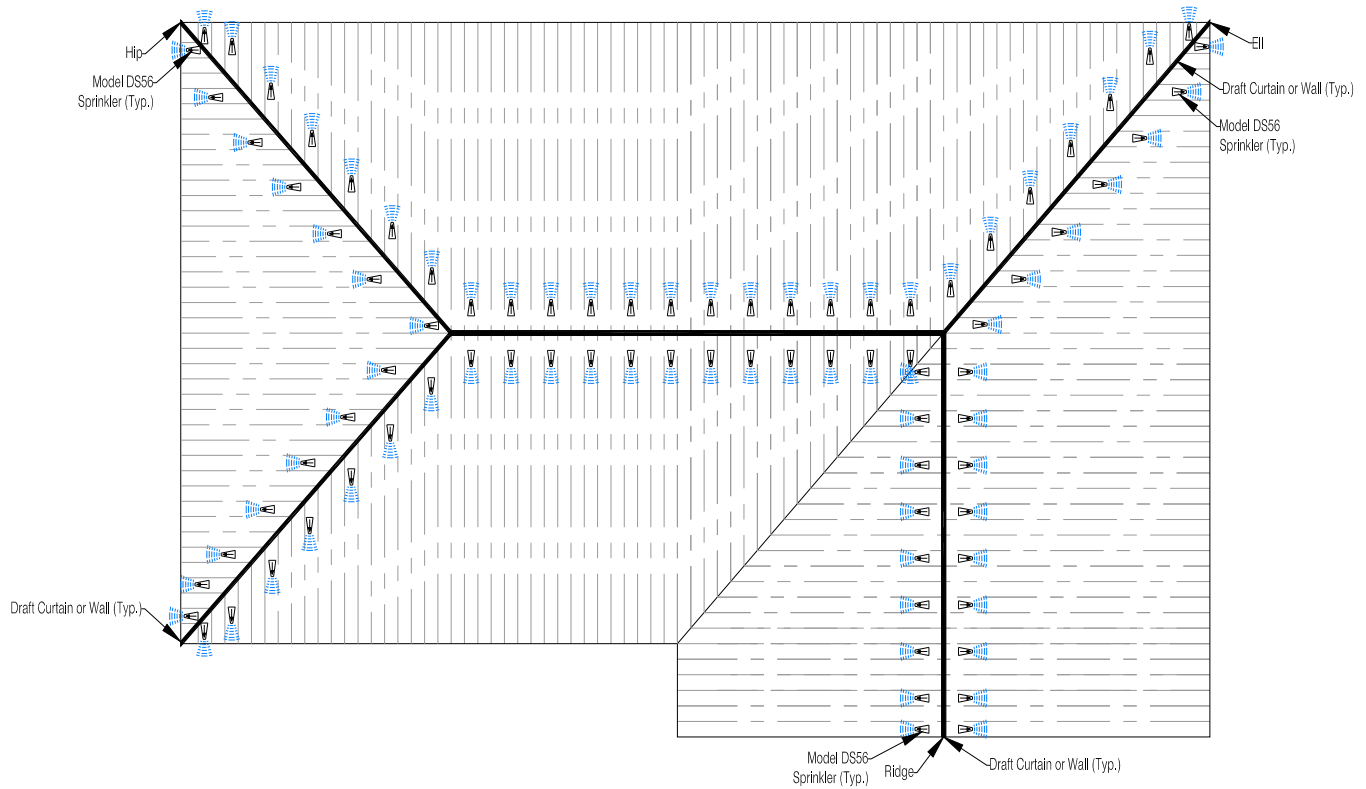 Hip
Model DS56
Sprinkler (Typ.)
Ell
Draft Curtain or Wall (Typ.)
Model DS56
Sprinkler (Typ.)
Draft Curtain or Wall (Typ.)
Model DS56
Sprinkler (Typ.)
Ridge
Draft Curtain or Wall (Typ.)